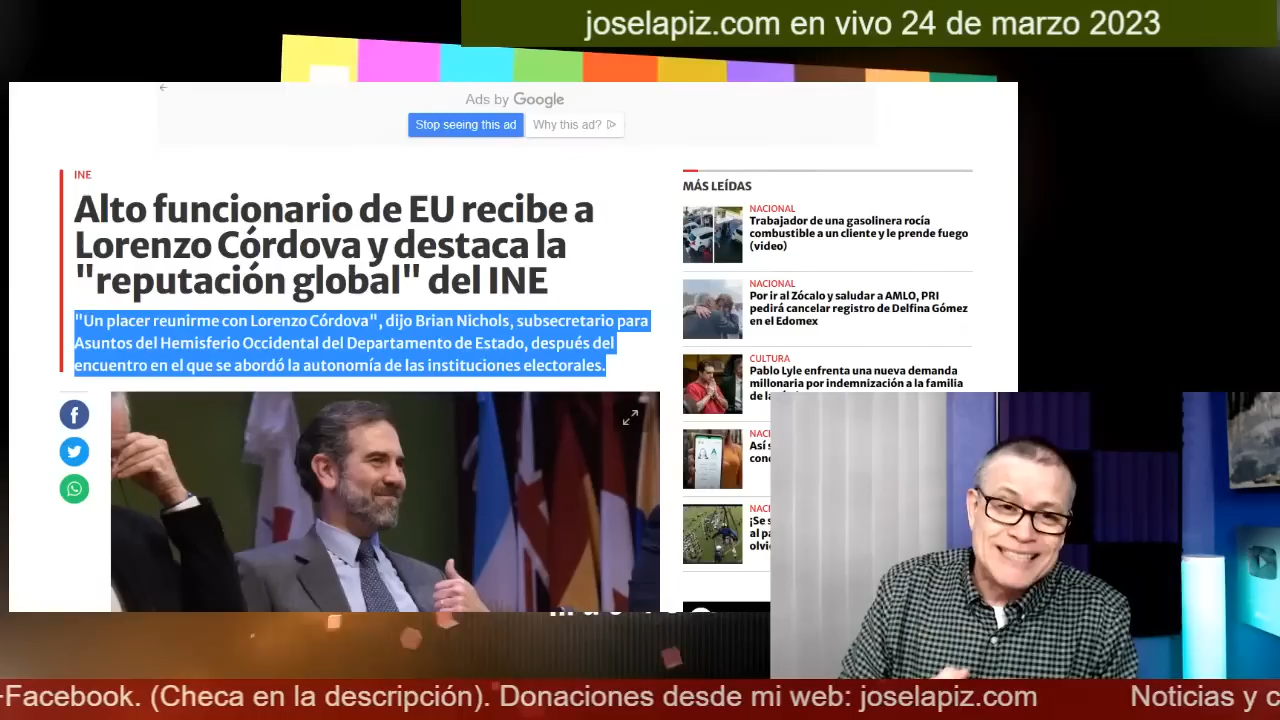 joselapiz.com en vivo 24 de marzo 2023
Ads by Google
Stop seeing this ad
Why this ad?
INE
Alto funcionario de EU recibe a
Lorenzo Córdova y destaca la
"reputación global" del INE
"Un placer reunirme con Lorenzo Córdova", dijo Brian Nichols, subsecretario para
Asuntos del Hemisferio Occidental del Departamento de Estado, después del
encuentro en el que se abordó la autonomía de las instituciones electorales.
MÁS LEÍDAS
NACIONAL
Trabajador de una gasolinera rocía
combustible a un cliente y le prende fuego
(video)
NACIONAL
Por ir al Zócalo y saludar a AMLO, PRI
pedirá cancelar registro de Delfina Gómez
en el Edomex
CULTURA
Pablo Lyle enfrenta una nueva demanda
millonaria por indemnización a la familia
de
Así
¡Se
al
-Facebook. (Checa en la descripción). Donaciones desde mi web: joselapiz.com
Noticias y